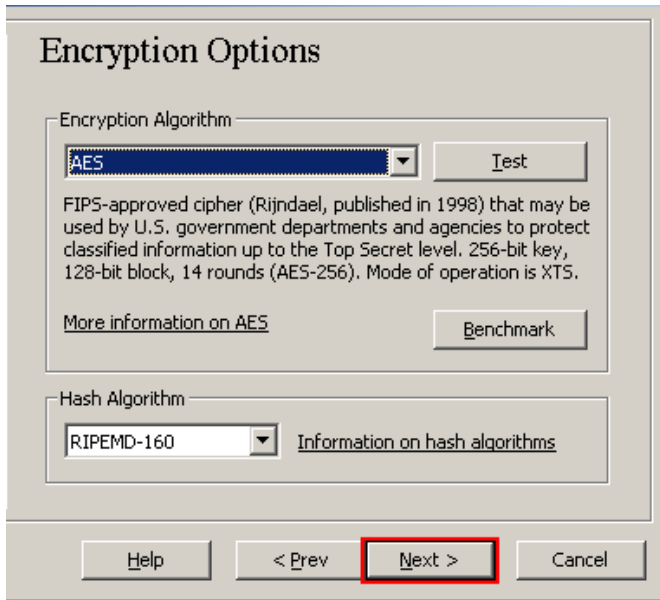 Encryption Options
Encryption Algorithm
AES
Test
FIPS-approved cipher (Rijndael, published in 1998) that may be
used by U.S. government departments and agencies to protect
classified information up to the Top Secret level. 256-bit key,
128-bit block, 14 rounds (AES-256). Mode of operation is XTS.
More information on AES
Benchmark
Hash Algorithm
RIPEMD-160
Information on hash algorithms
Help
< Prev
Next >
Cancel